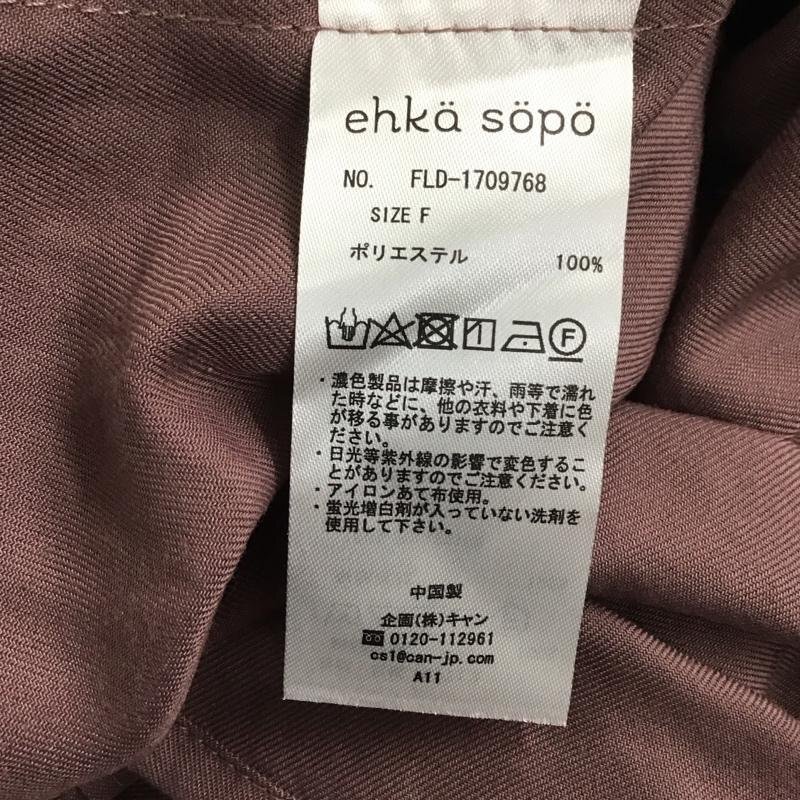 ehkä söpö
NO. FLD-1709768
SIZE F
ポリエステル 100%
F
・濃色製品は摩擦や汗、雨等で濡れ
た時などに、他の衣料や下着に色
が移る事がありますのでご注意く
ださい。
・日光等紫外線の影響で変色するこ
とがありますのでご注意ください。
・アイロンあて布使用。
・蛍光増白剤が入っていない洗剤を
使用して下さい。
中国製
企画(株)キャン
0120-112961
cs1@can-jp.com
A11